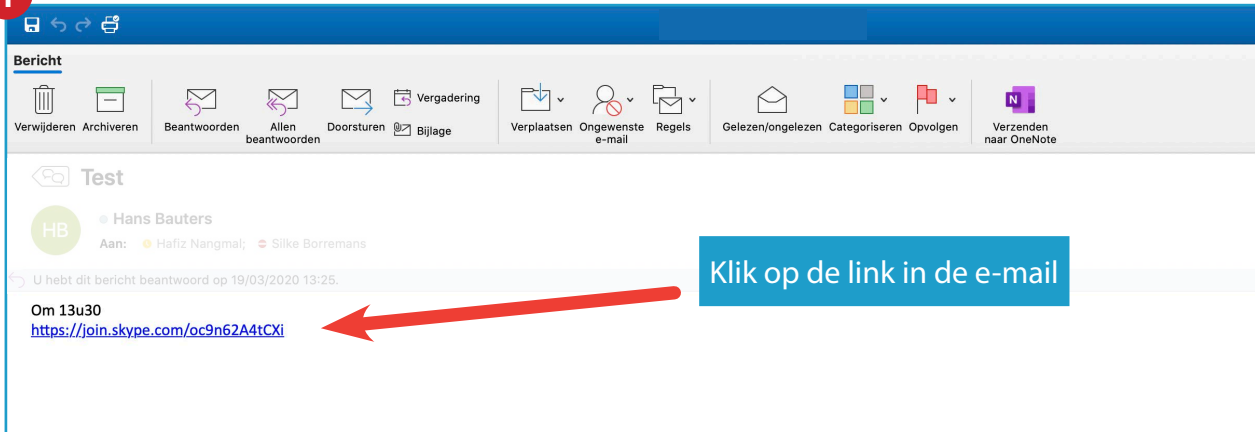 Bericht
Verwijderen Archiveren Beantwoorden Allen beantwoorden Doorsturen Vergadering Bijlage Verplaatsen Ongewenste e-mail Regels Gelezen/ongelezen Categoriseren Opvolgen Verzenden naar OneNote
Test
HB
Hans Bauters
Aan: Hafiz Nangmal; Silke Borremans
U hebt dit bericht beantwoord op 19/03/2020 13:25.
Klik op de link in de e-mail
Om 13u30
https://join.skype.com/oc9n62A4tCXi